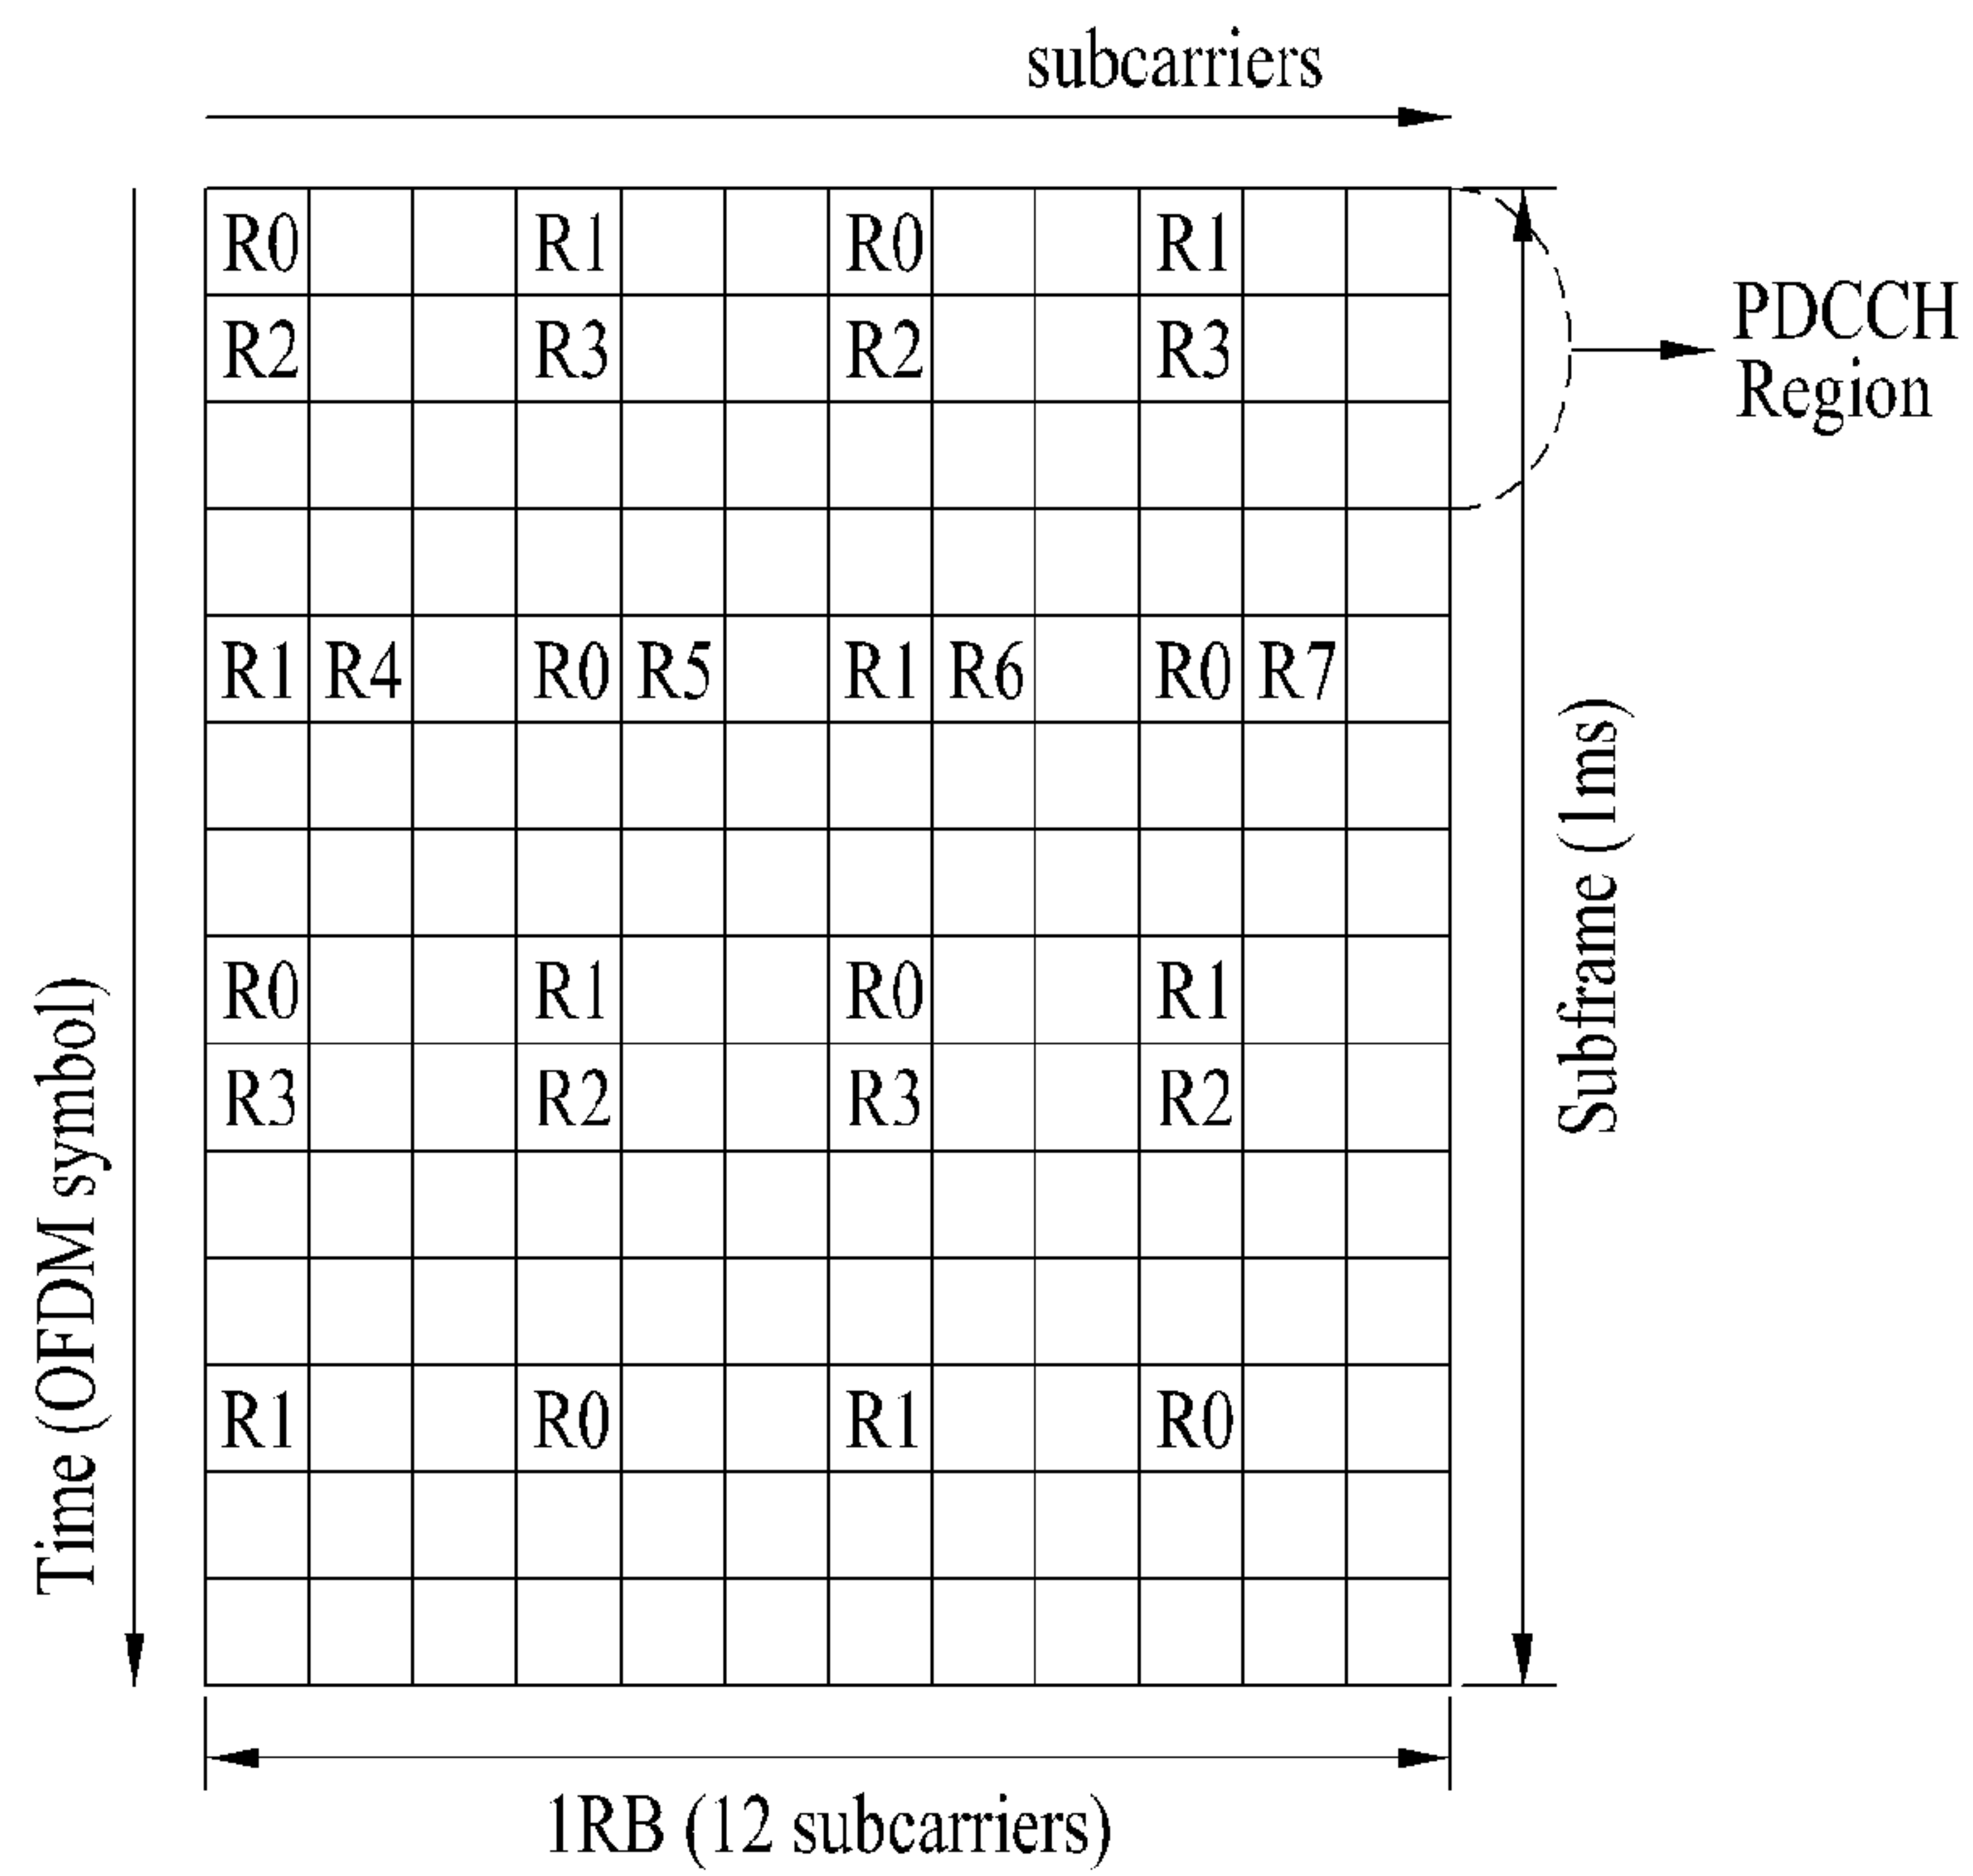 subcarriers
R0 R1 R0 R1
R2 R3 R2 R3
PDCCH
Region
R1 R4 R0 R5 R1 R6 R0 R7
R0 R1 R0 R1
R3 R2 R3 R2
R1 R0 R1 R0
Time (OFDM symbol)
Subframe (1ms)
1RB (12 subcarriers)